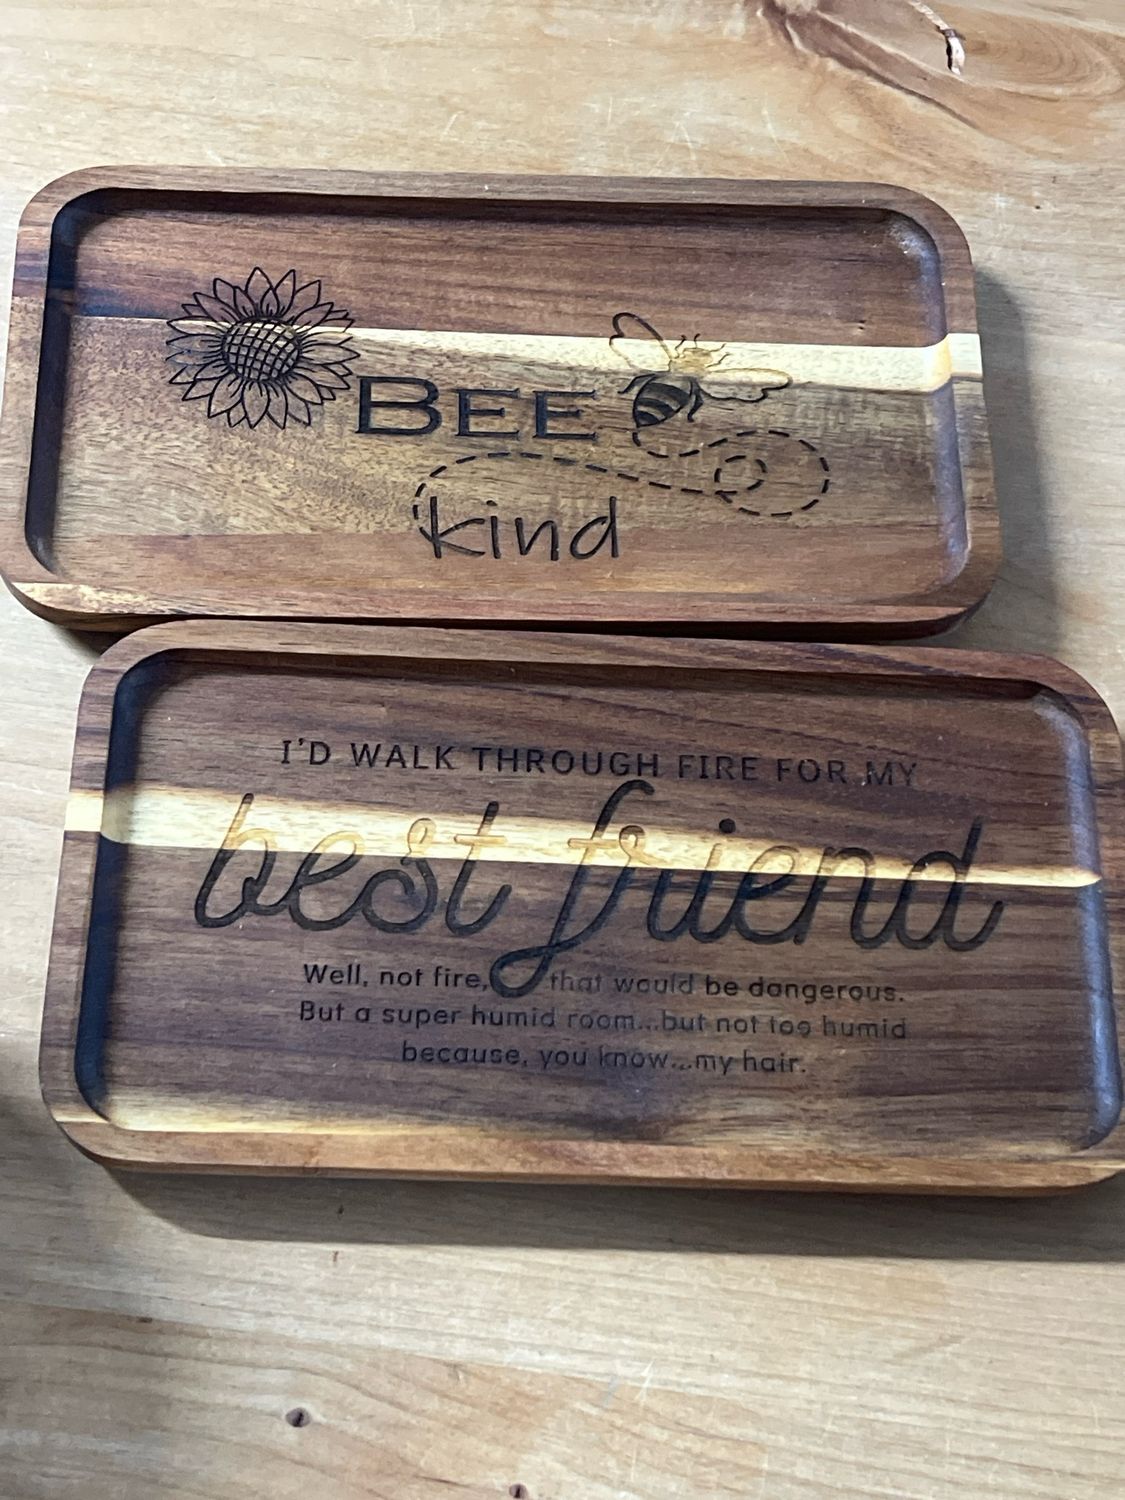 BEE
kind
I'D WALK THROUGH FIRE FOR MY
best friend
Well, not fire, that would be dangerous.
But a super humid room...but not too humid
because, you know...my hair.